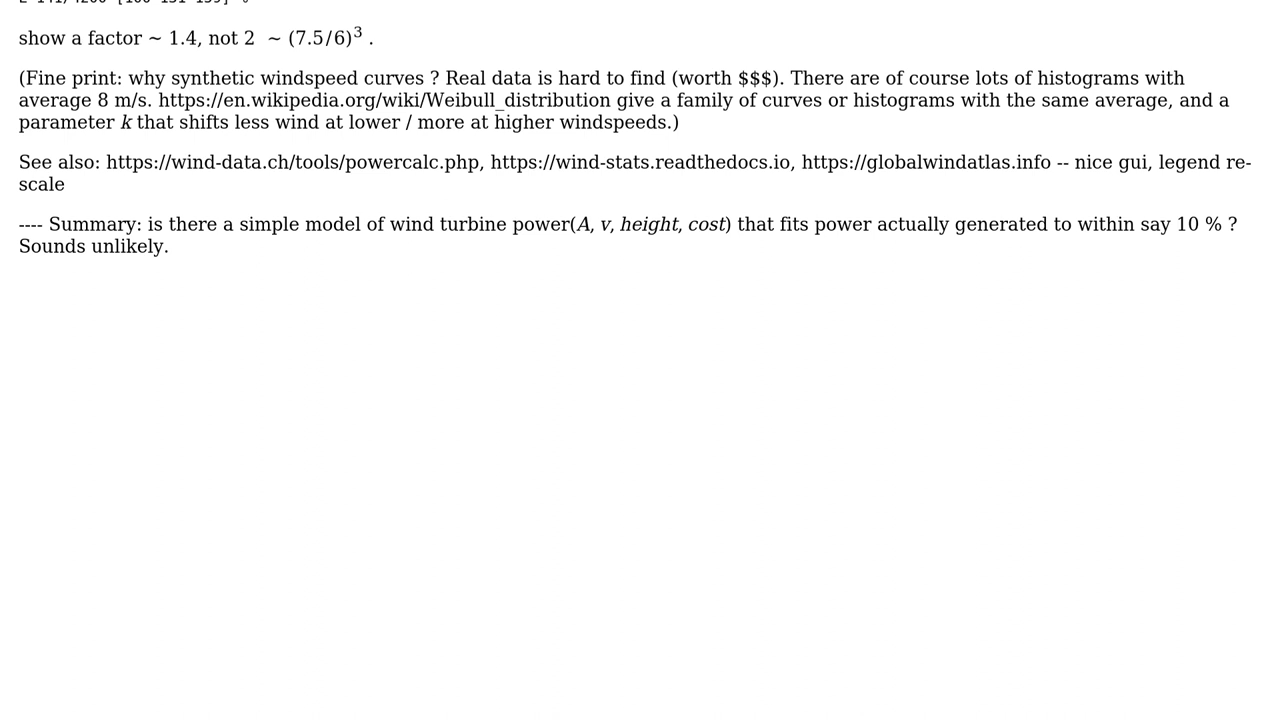 show a factor ~ 1.4, not 2 ~ (7.5/6)³ .
(Fine print: why synthetic windspeed curves ? Real data is hard to find (worth $$$). There are of course lots of histograms with
average 8 m/s. https://en.wikipedia.org/wiki/Weibull_distribution give a family of curves or histograms with the same average, and a
parameter k that shifts less wind at lower / more at higher windspeeds.)
See also: https://wind-data.ch/tools/powercalc.php, https://wind-stats.readthedocs.io, https://globalwindatlas.info -- nice gui, legend re-
scale
---- Summary: is there a simple model of wind turbine power(A, v, height, cost) that fits power actually generated to within say 10 % ?
Sounds unlikely.